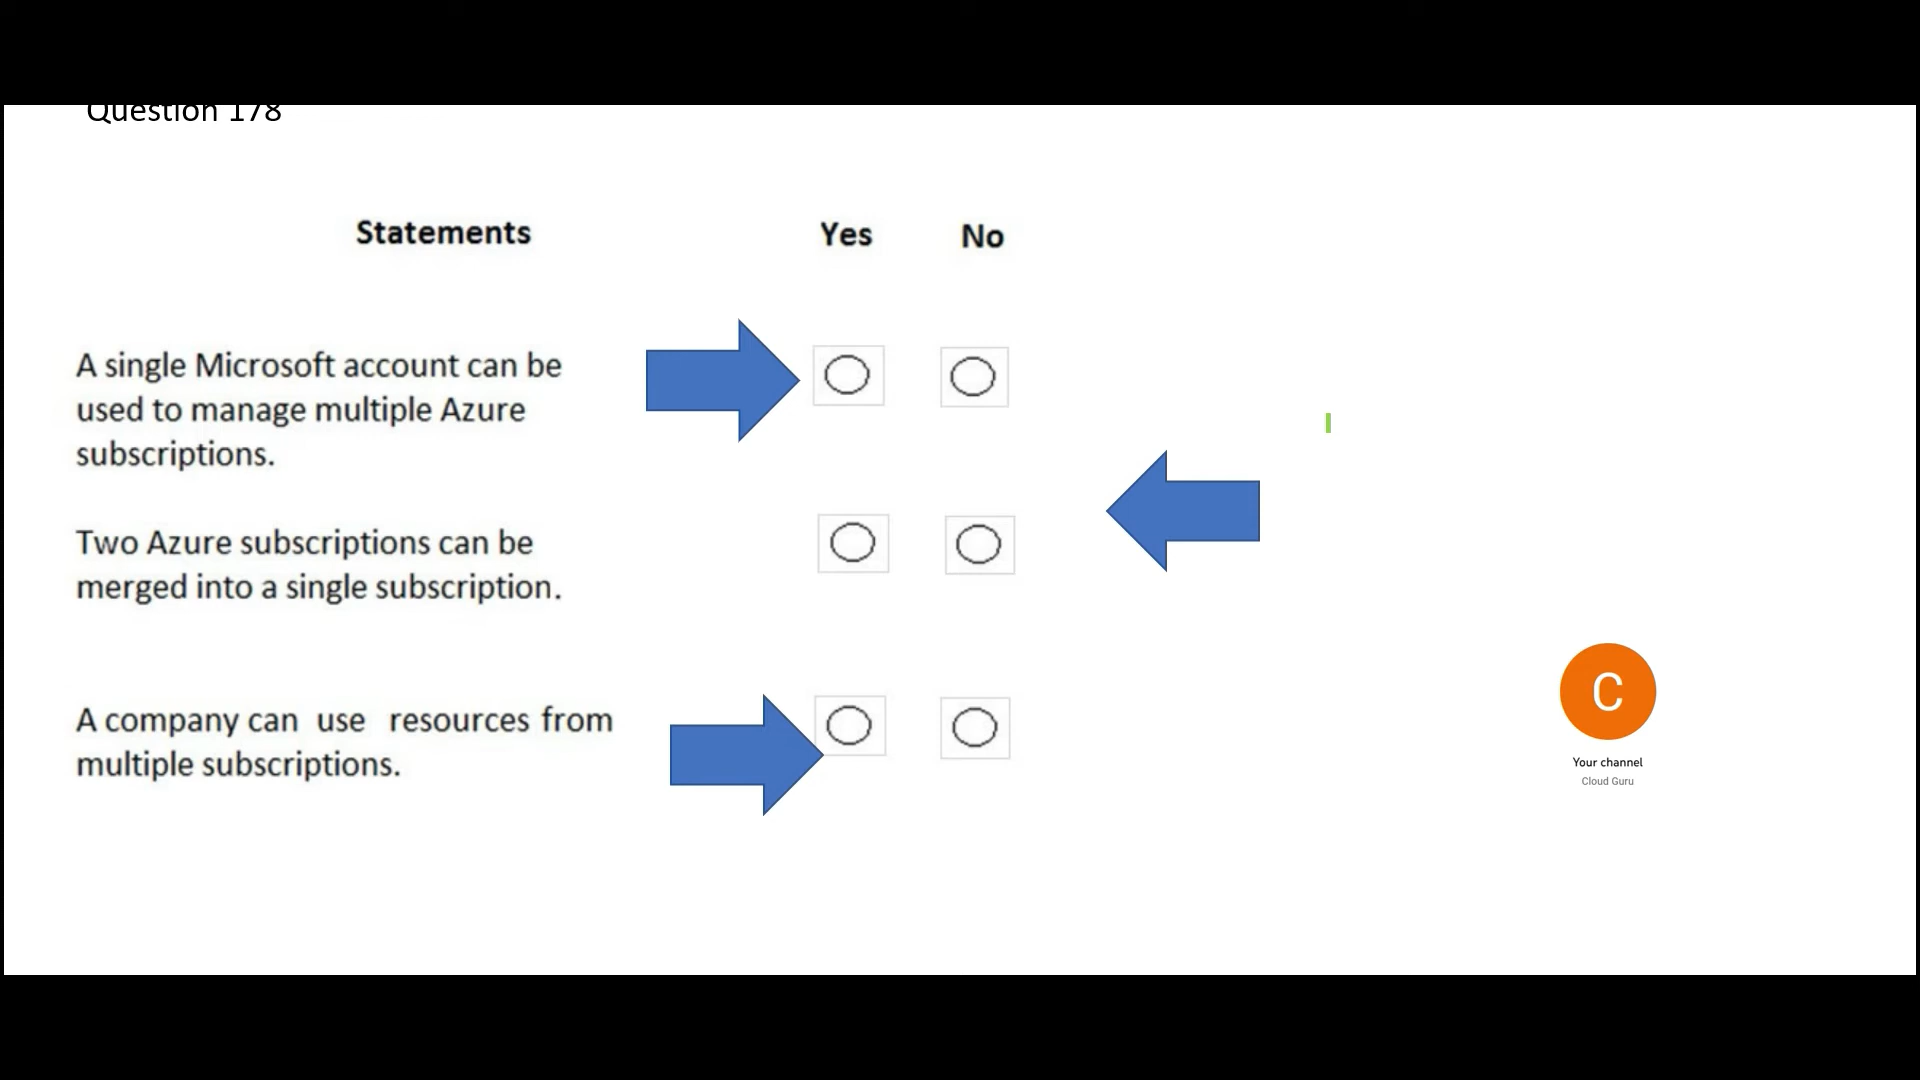 Question 178
Statements Yes No
A single Microsoft account can be
used to manage multiple Azure
subscriptions.
Two Azure subscriptions can be
merged into a single subscription.
A company can use resources from
multiple subscriptions.
C
Your channel
Cloud Guru